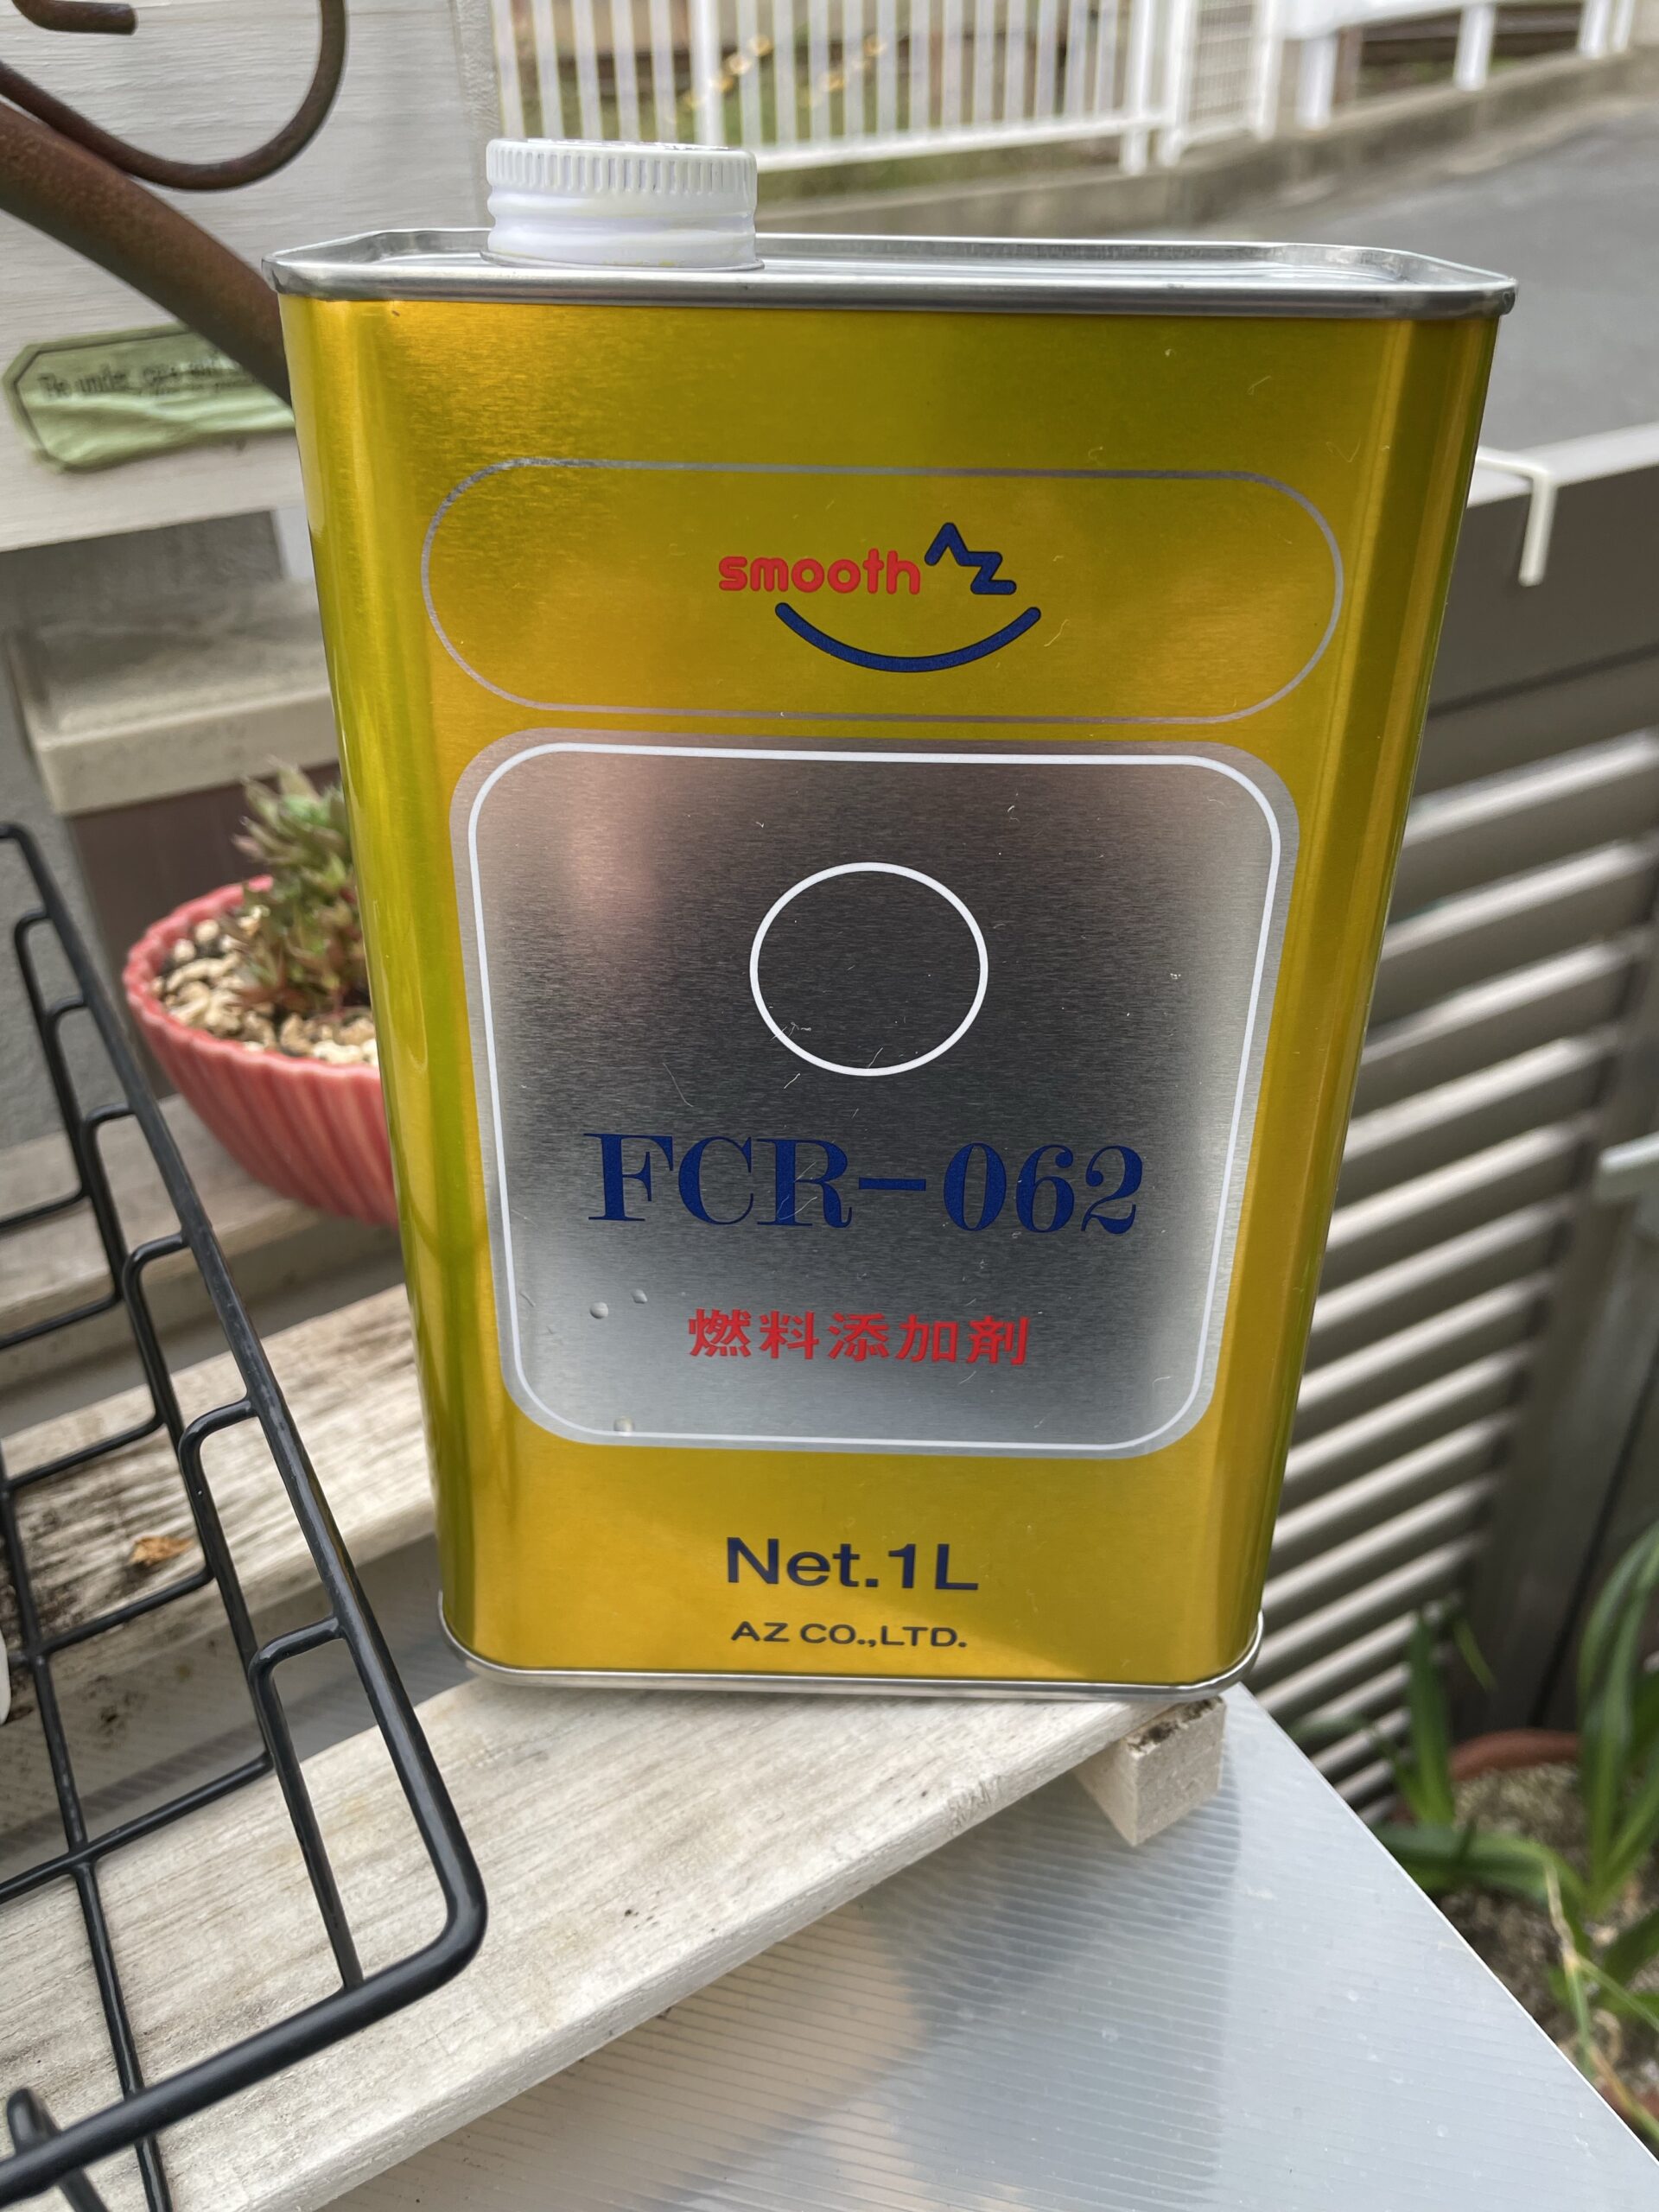 smooth AZ
FCR-062
燃料添加剤
Net.1L
AZ CO.,LTD.